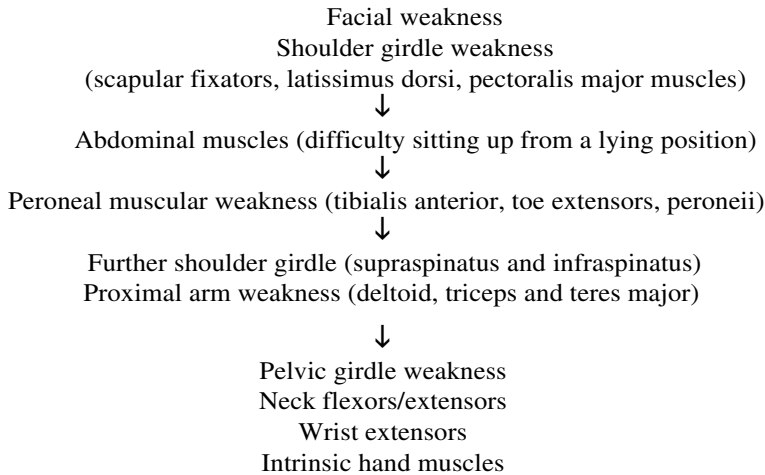 Facial weakness
Shoulder girdle weakness
(scapular fixators, latissimus dorsi, pectoralis major muscles)
↓
Abdominal muscles (difficulty sitting up from a lying position)
↓
Peroneal muscular weakness (tibialis anterior, toe extensors, peroneii)
↓
Further shoulder girdle (supraspinatus and infraspinatus)
Proximal arm weakness (deltoid, triceps and teres major)
↓
Pelvic girdle weakness
Neck flexors/extensors
Wrist extensors
Intrinsic hand muscles